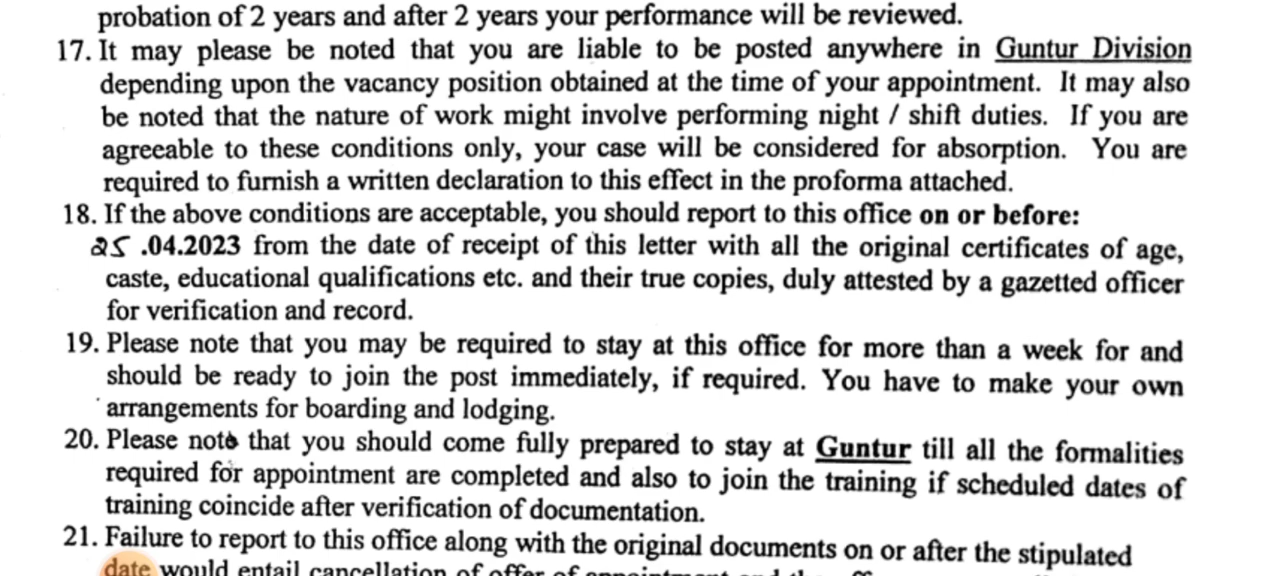 probation of 2 years and after 2 years your performance will be reviewed.
17. It may please be noted that you are liable to be posted anywhere in Guntur Division
depending upon the vacancy position obtained at the time of your appointment. It may also
be noted that the nature of work might involve performing night / shift duties. If you are
agreeable to these conditions only, your case will be considered for absorption. You are
required to furnish a written declaration to this effect in the proforma attached.
18. If the above conditions are acceptable, you should report to this office on or before:
25 .04.2023 from the date of receipt of this letter with all the original certificates of age,
caste, educational qualifications etc. and their true copies, duly attested by a gazetted officer
for verification and record.
19. Please note that you may be required to stay at this office for more than a week for and
should be ready to join the post immediately, if required. You have to make your own
arrangements for boarding and lodging.
20. Please note that you should come fully prepared to stay at Guntur till all the formalities
required for appointment are completed and also to join the training if scheduled dates of
training coincide after verification of documentation.
21. Failure to report to this office along with the original documents on or after the stipulated
date would entail cancellation of offer of appointment and